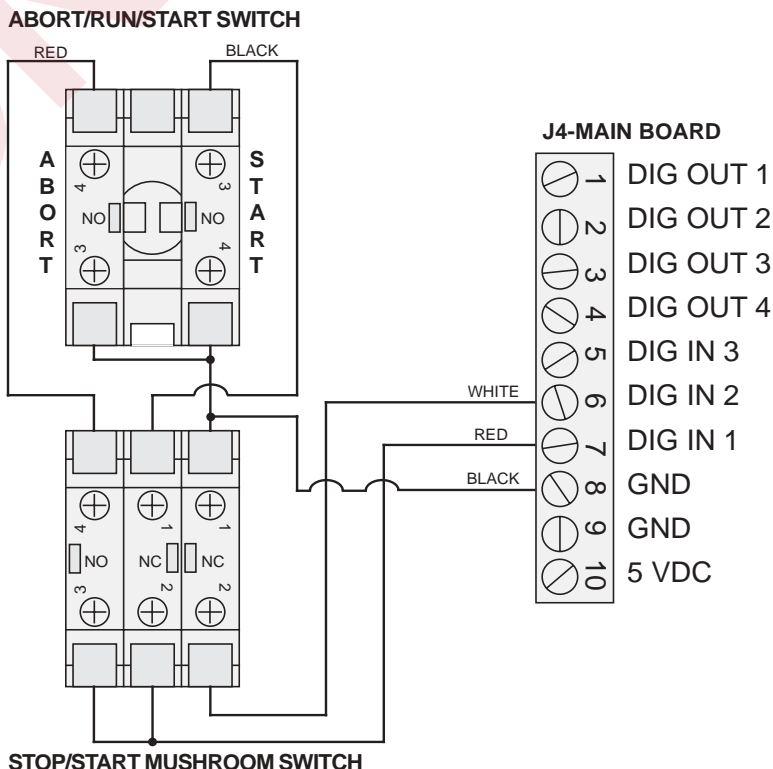 ABORT/RUN/START SWITCH
RED
BLACK
ABORT
START
4
3
NO
NO
3
4
J4-MAIN BOARD
1 DIG OUT 1
2 DIG OUT 2
3 DIG OUT 3
4 DIG OUT 4
5 DIG IN 3
WHITE 6 DIG IN 2
RED 7 DIG IN 1
BLACK 8 GND
9 GND
10 5 VDC
4
1
1
NO
NC
NC
3
2
2
STOP/START MUSHROOM SWITCH